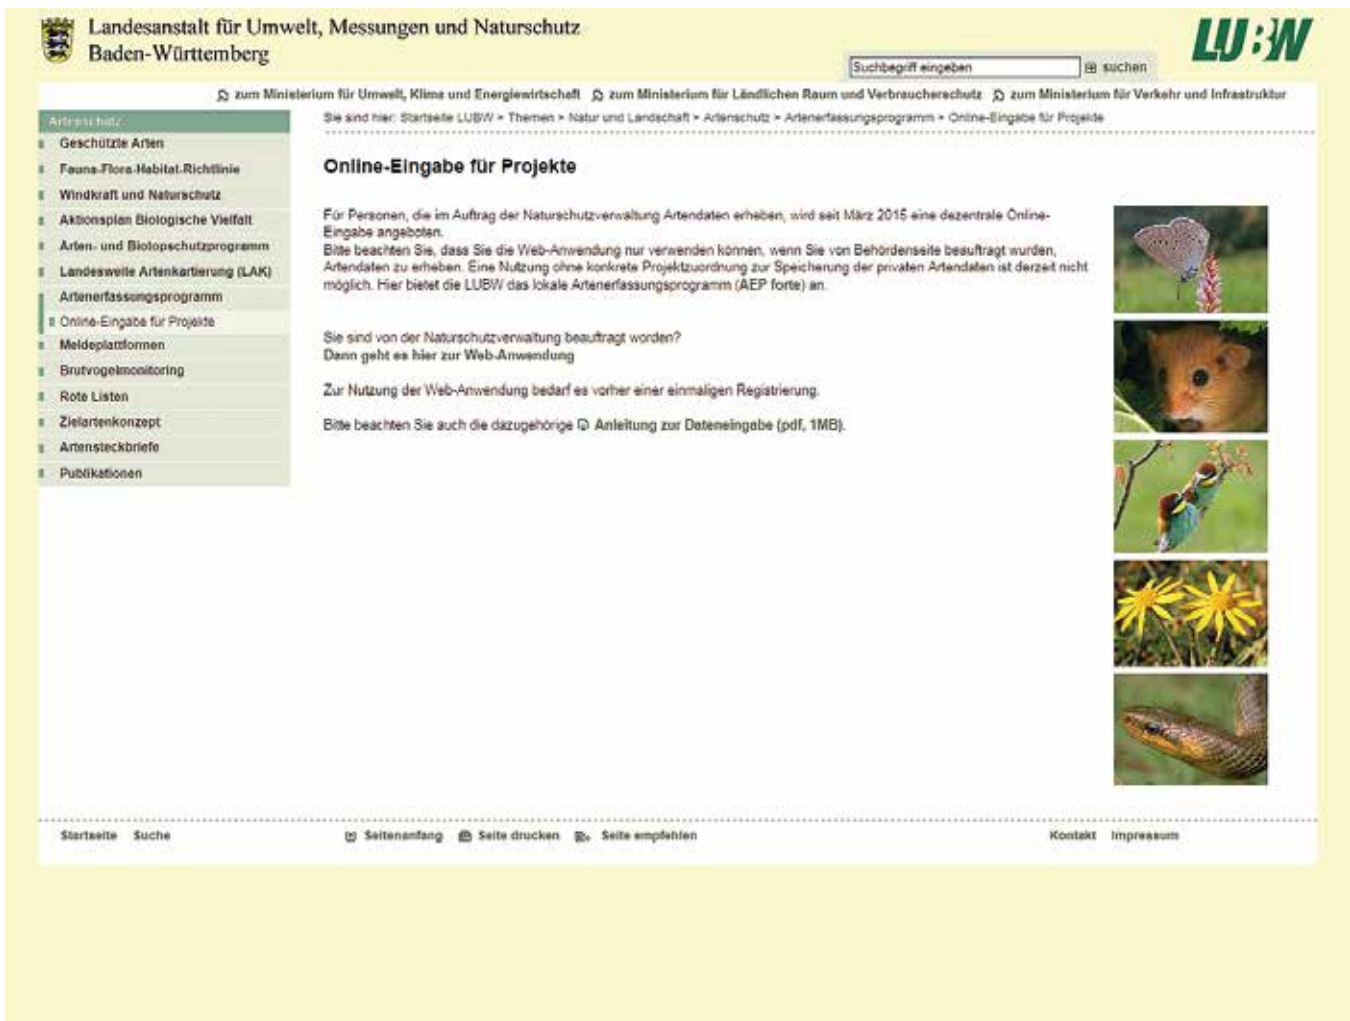 Landesanstalt für Umwelt, Messungen und Naturschutz
Baden-Württemberg
LUBW
Suchbegriff eingeben
suchen
zum Ministerium für Umwelt, Klima und Energiewirtschaft zum Ministerium für Ländlichen Raum und Verbraucherschutz zum Ministerium für Verkehr und Infrastruktur
Artenschutz
Geschützte Arten
Fauna-Flora-Habitat-Richtlinie
Windkraft und Naturschutz
Aktionsplan Biologische Vielfalt
Arten- und Biotopschutzprogramm
Landesweite Artenkartierung (LAK)
Artenerfassungsprogramm
Online-Eingabe für Projekte
Meldeplattformen
Brutvogelmonitoring
Rote Listen
Zielartenkonzept
Artensteckbriefe
Publikationen
Sie sind hier: Startseite LUBW > Themen > Natur und Landschaft > Artenschutz > Artenerfassungsprogramm > Online-Eingabe für Projekte
Online-Eingabe für Projekte
Für Personen, die im Auftrag der Naturschutzverwaltung Artendaten erheben, wird seit März 2015 eine dezentrale Online-
Eingabe angeboten.
Bitte beachten Sie, dass Sie die Web-Anwendung nur verwenden können, wenn Sie von Behördenseite beauftragt wurden,
Artendaten zu erheben. Eine Nutzung ohne konkrete Projektzuordnung zur Speicherung der privaten Artendaten ist derzeit nicht
möglich. Hier bietet die LUBW das lokale Artenerfassungsprogramm (AEP forte) an.
Sie sind von der Naturschutzverwaltung beauftragt worden?
Dann geht es hier zur Web-Anwendung
Zur Nutzung der Web-Anwendung bedarf es vorher einer einmaligen Registrierung.
Bitte beachten Sie auch die dazugehörige Anleitung zur Dateneingabe (pdf, 1MB).
Startseite Suche Seitenanfang Seite drucken Seite empfehlen Kontakt Impressum